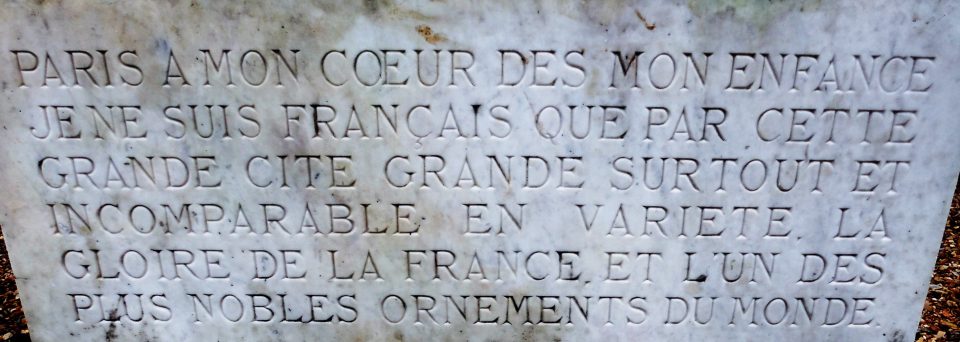 PARIS A MON CŒUR DES MON ENFANCE
JE NE SUIS FRANÇAIS QUE PAR CETTE
GRANDE CITE GRANDE SURTOUT ET
INCOMPARABLE EN VARIETE. LA
GLOIRE DE LA FRANCE, ET L'UN DES
PLUS NOBLES ORNEMENTS DU MONDE.